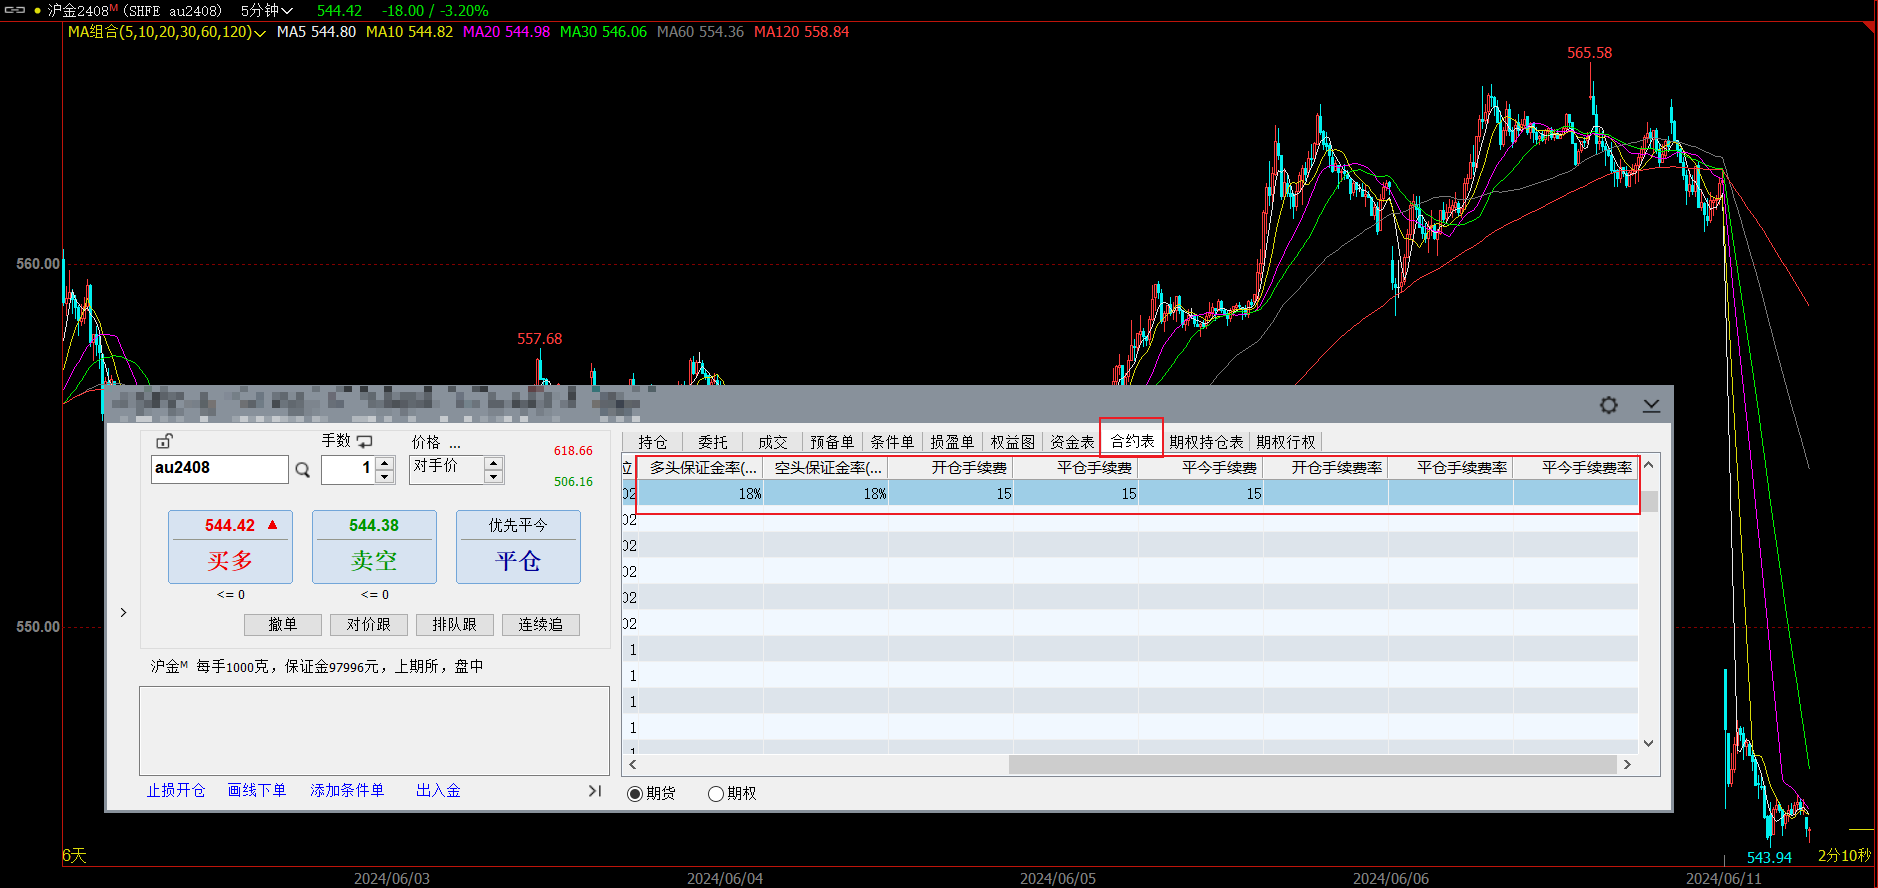 沪金2408M (SHFE au2408) 5分钟 544.42 -18.00 / -3.20%
MA组合(5,10,20,30,60,120) MA5 544.80 MA10 544.82 MA20 544.98 MA30 546.06 MA60 554.36 MA120 558.84
565.58
560.00
557.68
手数 价格 ... 618.66
au2408 1 对手价
506.16
544.42 544.38 优先平今
买多 卖空 平仓
<= 0 <= 0
撤单 对价跟 排队跟 连续追
550.00
沪金M 每手1000克，保证金97996元，上期所，盘中
止损开仓 画线下单 添加条件单 出入金
持仓 委托 成交 预备单 条件单 损盈单 权益图 资金表 合约表 期权持仓表 期权行权
位 多头保证金率(... 空头保证金率(... 开仓手续费 平仓手续费 平今手续费 开仓手续费率 平仓手续费率 平今手续费率
02 18% 18% 15 15 15
02
02
02
02
02
1
1
1
1
1
期货 期权
6天
543.94 2分10秒
2024/06/03 2024/06/04 2024/06/05 2024/06/06 2024/06/11